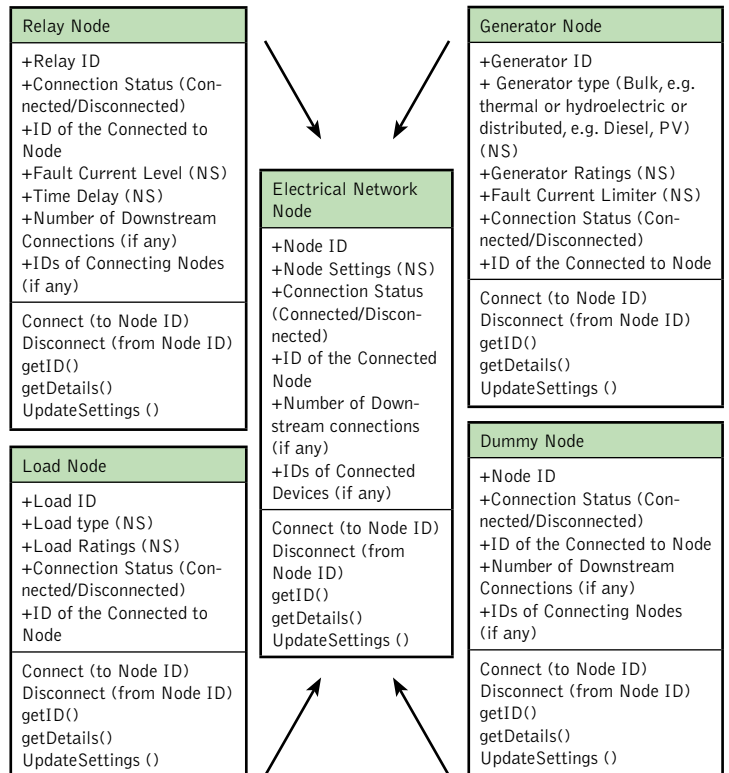 Relay Node
+Relay ID
+Connection Status (Con-
nected/Disconnected)
+ID of the Connected to
Node
+Fault Current Level (NS)
+Time Delay (NS)
+Number of Downstream
Connections (if any)
+IDs of Connecting Nodes
(if any)
Connect (to Node ID)
Disconnect (from Node ID)
getID()
getDetails()
UpdateSettings ()
Load Node
+Load ID
+Load type (NS)
+Load Ratings (NS)
+Connection Status (Con-
nected/Disconnected)
+ID of the Connected to
Node
Connect (to Node ID)
Disconnect (from Node ID)
getID()
getDetails()
UpdateSettings ()
Electrical Network
Node
+Node ID
+Node Settings (NS)
+Connection Status
(Connected/Discon-
nected)
+ID of the Connected
Node
+Number of Down-
stream connections
(if any)
+IDs of Connected
Devices (if any)
Connect (to Node ID)
Disconnect (from
Node ID)
getID()
getDetails()
UpdateSettings ()
Generator Node
+Generator ID
+ Generator type (Bulk, e.g.
thermal or hydroelectric or
distributed, e.g. Diesel, PV)
(NS)
+Generator Ratings (NS)
+Fault Current Limiter (NS)
+Connection Status (Con-
nected/Disconnected)
+ID of the Connected to Node
Connect (to Node ID)
Disconnect (from Node ID)
getID()
getDetails()
UpdateSettings ()
Dummy Node
+Node ID
+Connection Status (Con-
nected/Disconnected)
+ID of the Connected to Node
+Number of Downstream
Connections (if any)
+IDs of Connecting Nodes
(if any)
Connect (to Node ID)
Disconnect (from Node ID)
getID()
getDetails()
UpdateSettings ()